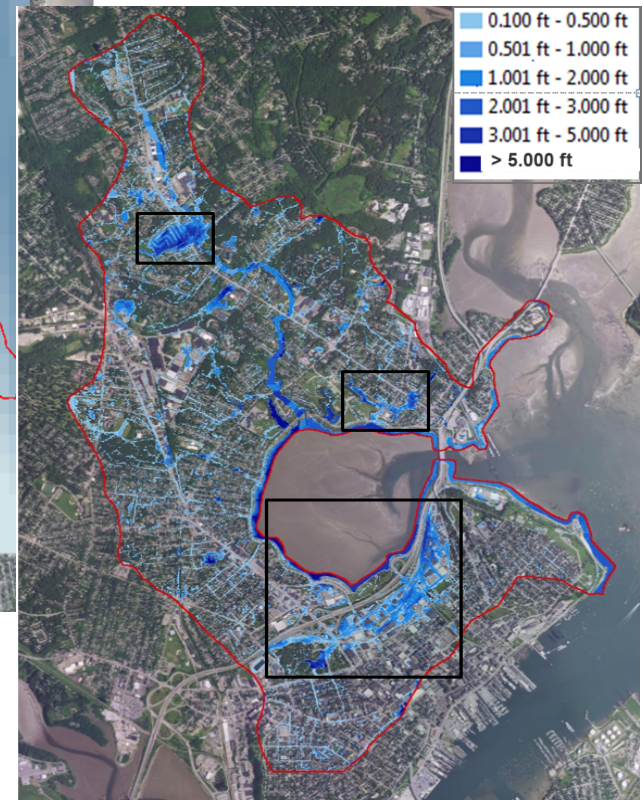 0.100 ft - 0.500 ft
0.501 ft - 1.000 ft
1.001 ft - 2.000 ft
2.001 ft - 3.000 ft
3.001 ft - 5.000 ft
> 5.000 ft